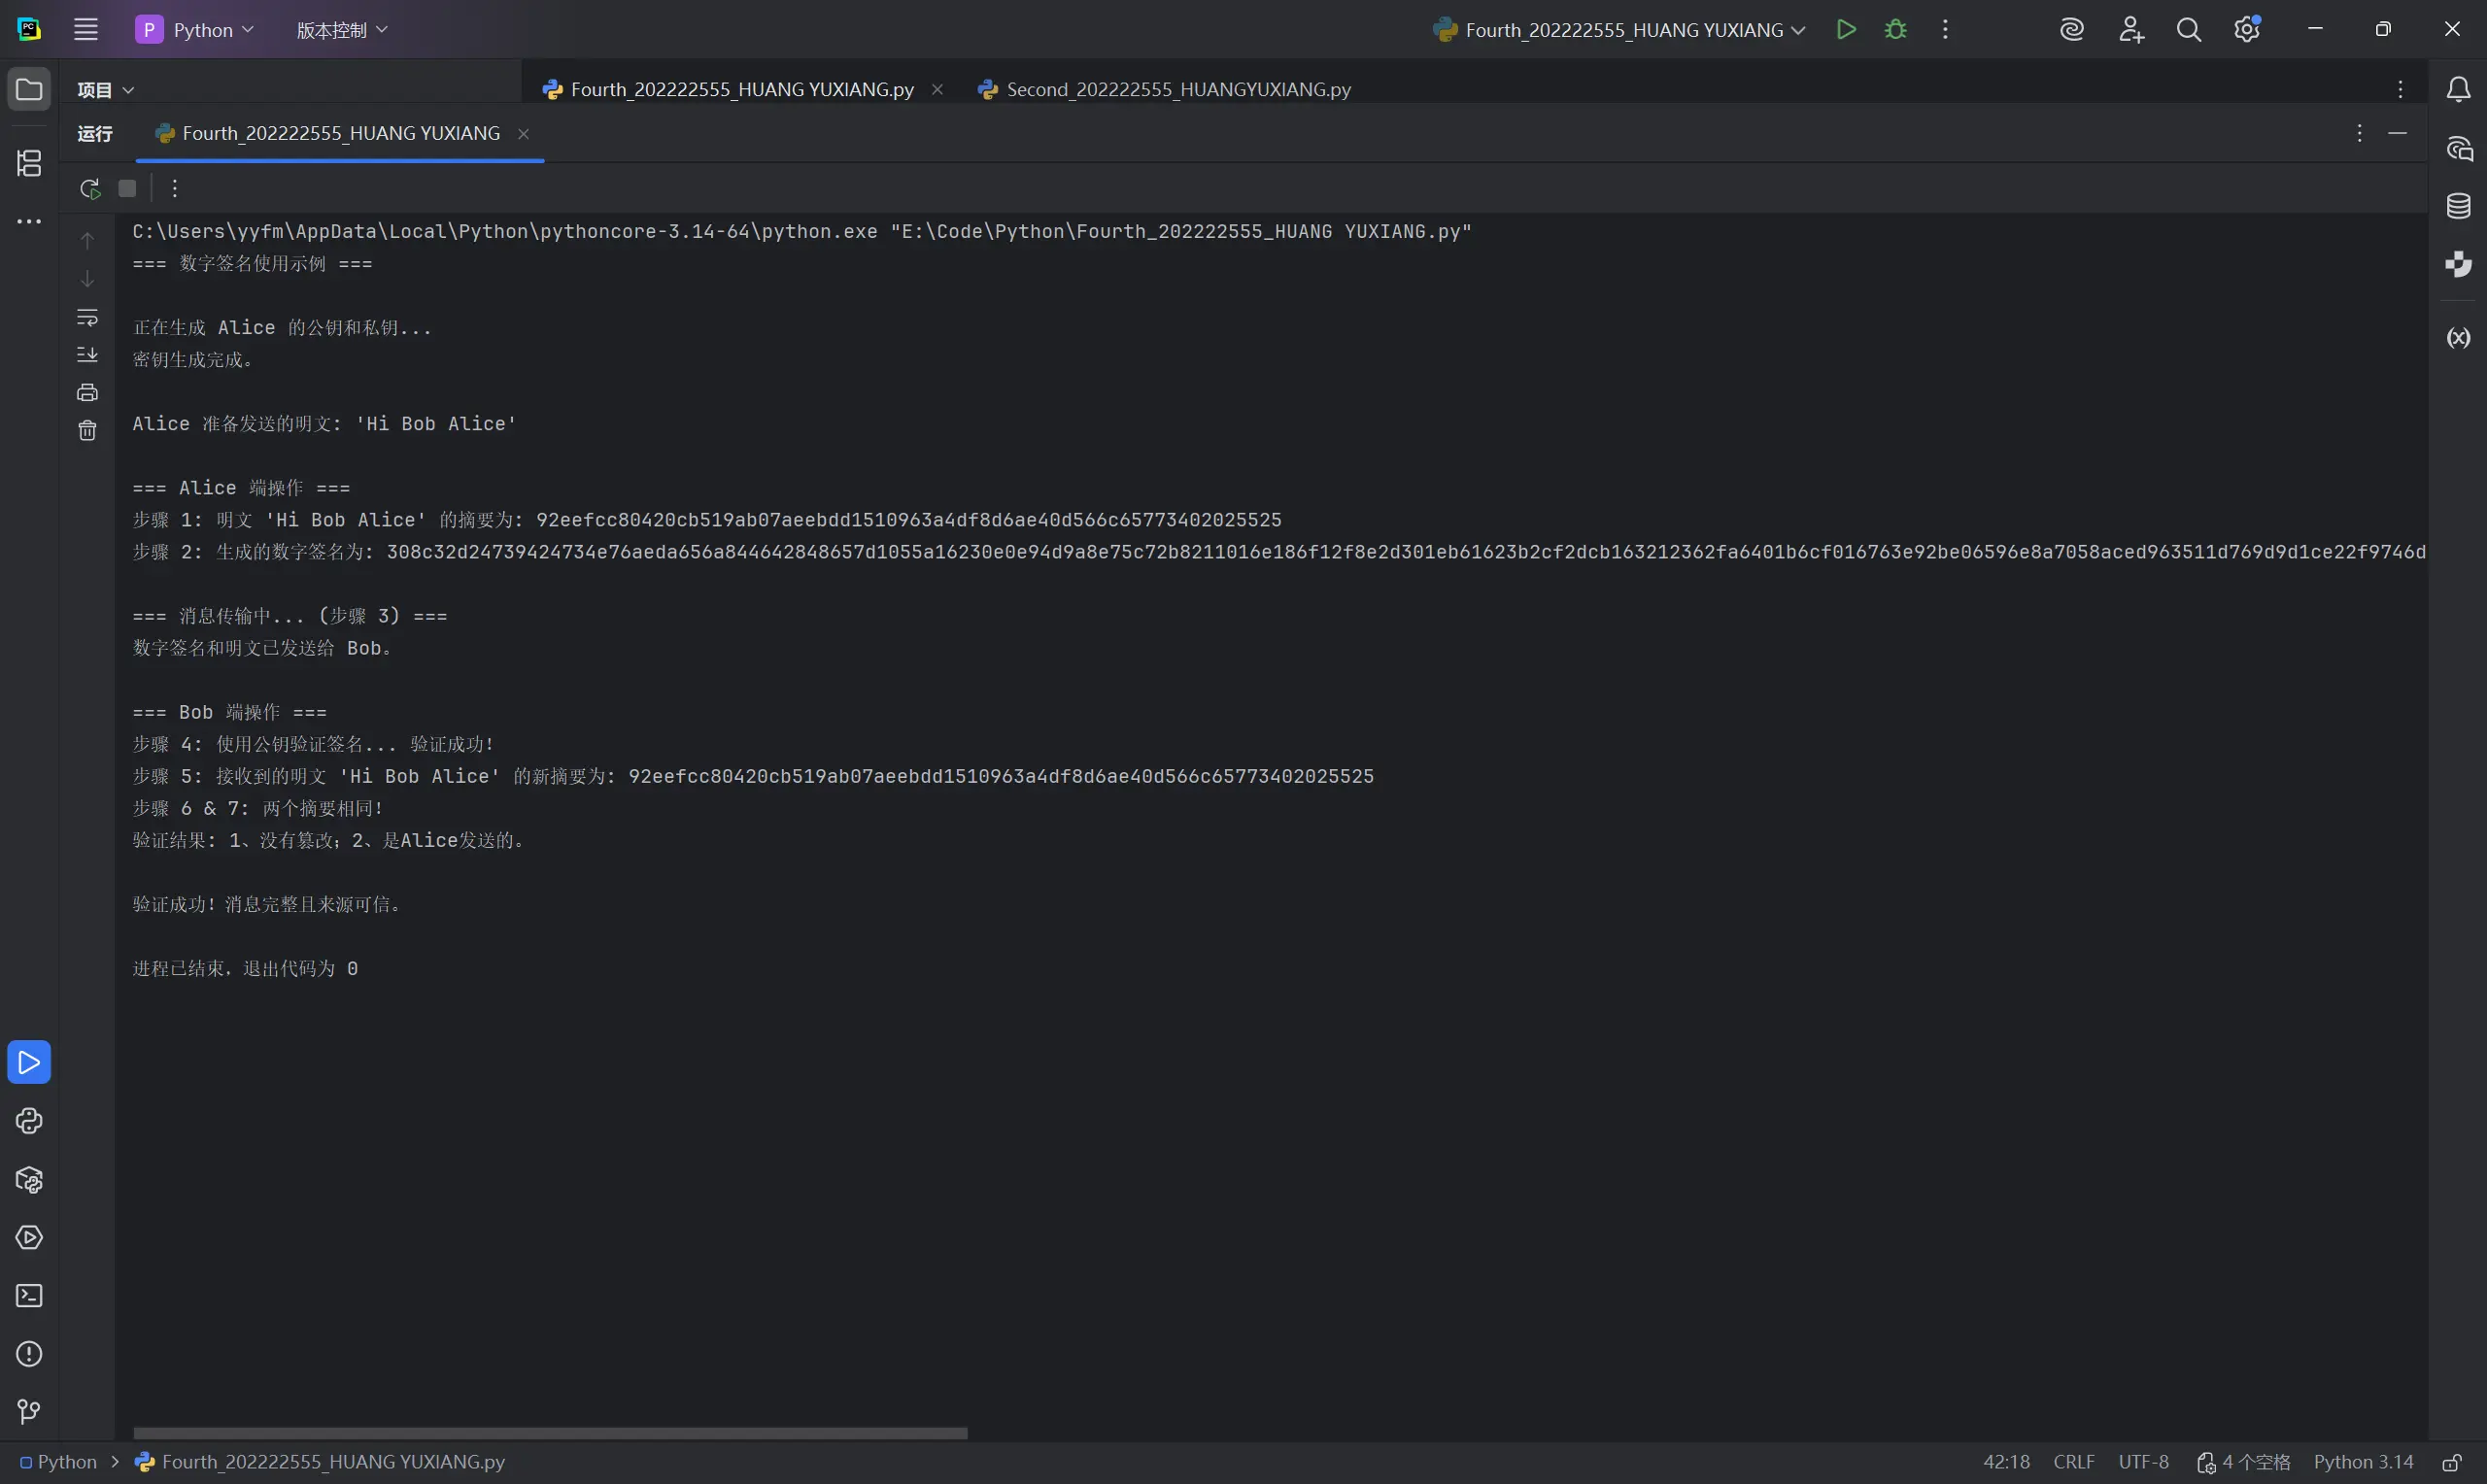 PC
P Python 版本控制 Fourth_202222555_HUANG YUXIANG
项目 Fourth_202222555_HUANG YUXIANG.py Second_202222555_HUANGYUXIANG.py
运行 Fourth_202222555_HUANG YUXIANG
C:\Users\yyfm\AppData\Local\Python\pythoncore-3.14-64\python.exe "E:\Code\Python\Fourth_202222555_HUANG YUXIANG.py"
=== 数字签名使用示例 ===
正在生成 Alice 的公钥和私钥...
密钥生成完成。
Alice 准备发送的明文: 'Hi Bob Alice'
=== Alice 端操作 ===
步骤 1: 明文 'Hi Bob Alice' 的摘要为: 92eefcc80420cb519ab07aeebdd1510963a4df8d6ae40d566c65773402025525
步骤 2: 生成的数字签名为: 308c32d24739424734e76aeda656a844642848657d1055a16230e0e94d9a8e75c72b8211016e186f12f8e2d301eb61623b2cf2dcb163212362fa6401b6cf016763e92be06596e8a7058aced963511d769d9d1ce22f9746d
=== 消息传输中... (步骤 3) ===
数字签名和明文已发送给 Bob。
=== Bob 端操作 ===
步骤 4: 使用公钥验证签名... 验证成功!
步骤 5: 接收到的明文 'Hi Bob Alice' 的新摘要为: 92eefcc80420cb519ab07aeebdd1510963a4df8d6ae40d566c65773402025525
步骤 6 & 7: 两个摘要相同!
验证结果: 1、没有篡改; 2、是Alice发送的。
验证成功! 消息完整且来源可信。
进程已结束，退出代码为 0
Python > Fourth_202222555_HUANG YUXIANG.py 42:18 CRLF UTF-8 4 个空格 Python 3.14